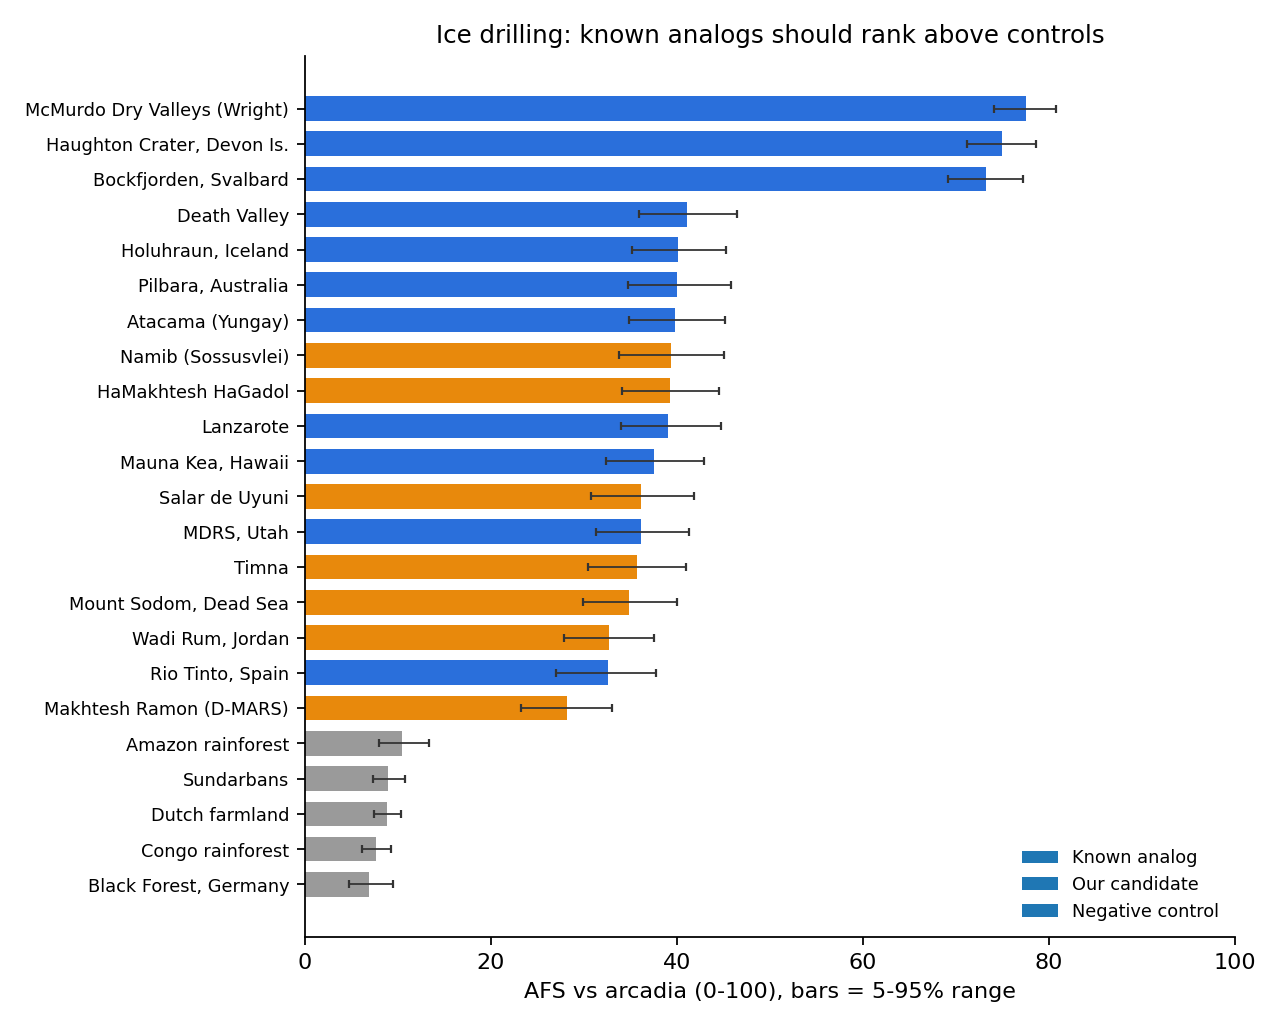 Ice drilling: known analogs should rank above controls
McMurdo Dry Valleys (Wright)
Haughton Crater, Devon Is.
Bockfjorden, Svalbard
Death Valley
Holuhraun, Iceland
Pilbara, Australia
Atacama (Yungay)
Namib (Sossusvlei)
HaMakhtesh HaGadol
Lanzarote
Mauna Kea, Hawaii
Salar de Uyuni
MDRS, Utah
Timna
Mount Sodom, Dead Sea
Wadi Rum, Jordan
Rio Tinto, Spain
Makhtesh Ramon (D-MARS)
Amazon rainforest
Sundarbans
Dutch farmland
Congo rainforest
Black Forest, Germany
Known analog
Our candidate
Negative control
0 20 40 60 80 100
AFS vs arcadia (0-100), bars = 5-95% range